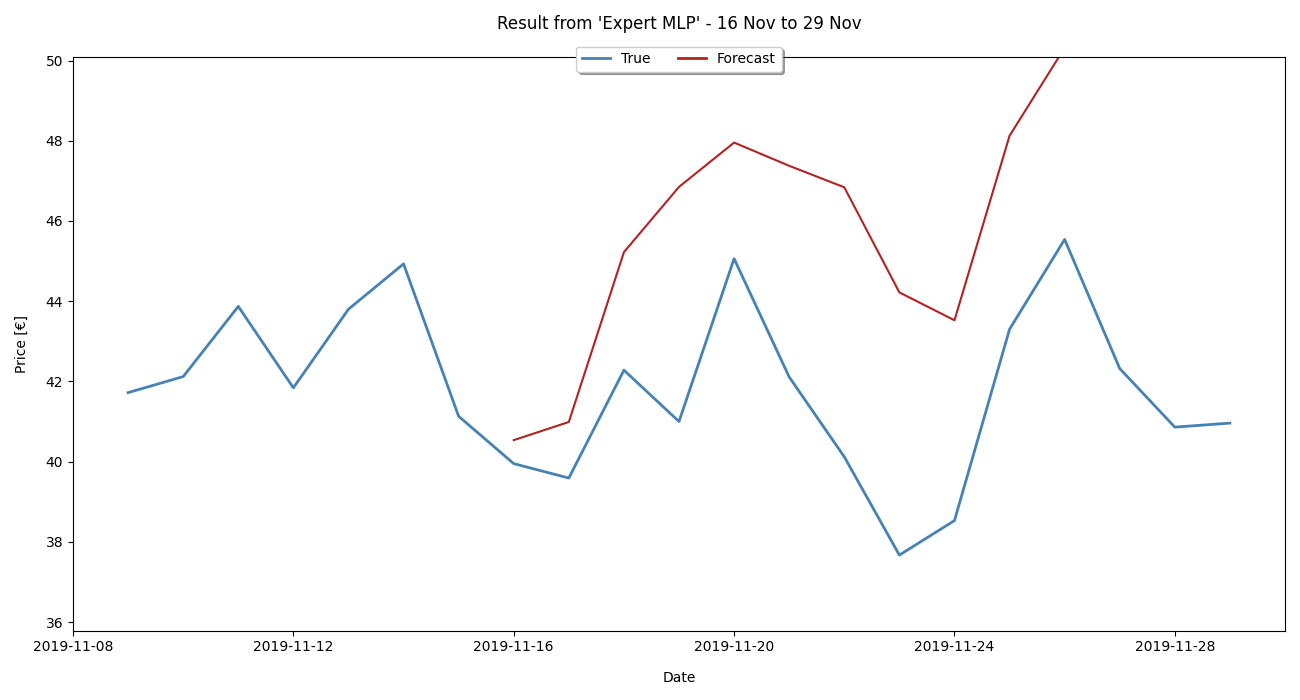 Result from 'Expert MLP' - 16 Nov to 29 Nov
True Forecast
50
48
46
44
42
40
38
36
Price [€]
2019-11-08 2019-11-12 2019-11-16 2019-11-20 2019-11-24 2019-11-28
Date